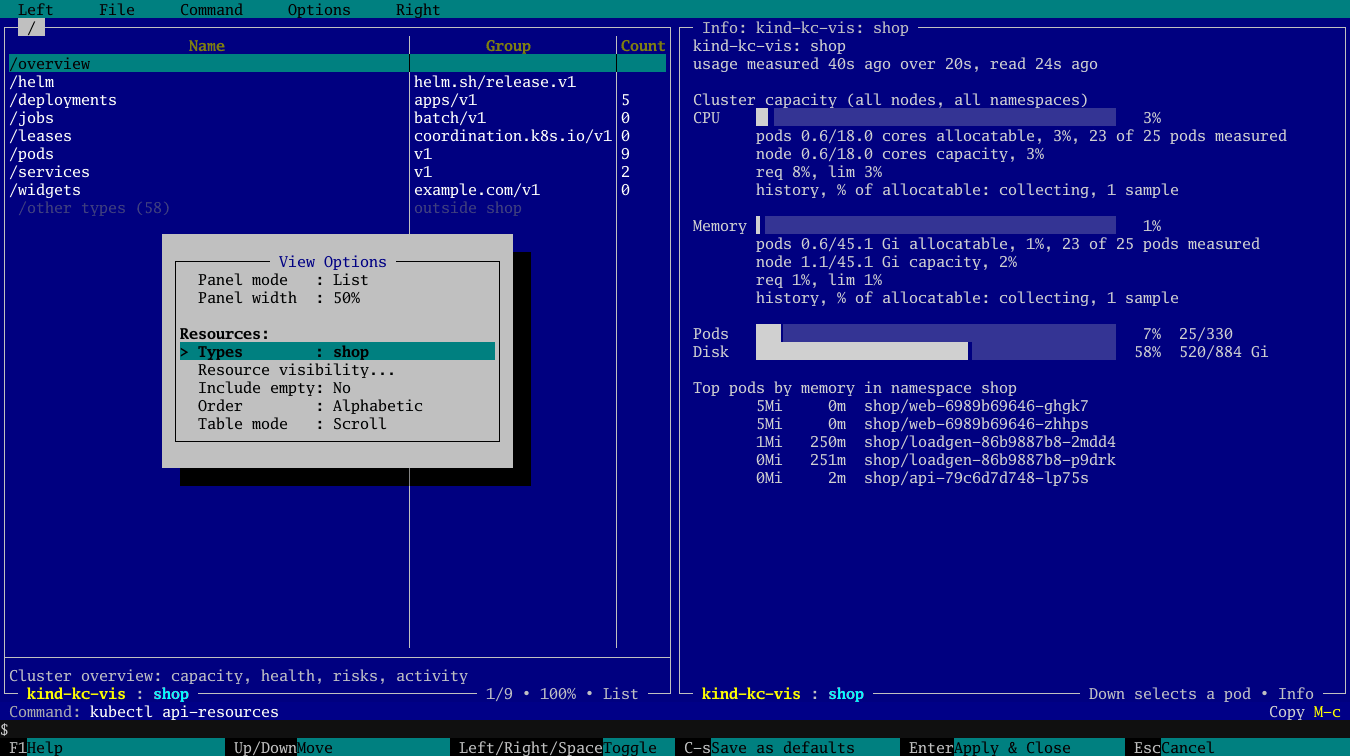 Left File Command Options Right
/
Name Group Count
/overview
/helm helm.sh/release.v1
/deployments apps/v1 5
/jobs batch/v1 0
/leases coordination.k8s.io/v1 0
/pods v1 9
/services v1 2
/widgets example.com/v1 0
/other types (58) outside shop
View Options
Panel mode : List
Panel width : 50%
Resources:
> Types : shop
Resource visibility...
Include empty: No
Order : Alphabetic
Table mode : Scroll
Cluster overview: capacity, health, risks, activity
kind-kc-vis : shop 1/9 • 100% • List
Info: kind-kc-vis: shop
kind-kc-vis: shop
usage measured 40s ago over 20s, read 24s ago
Cluster capacity (all nodes, all namespaces)
CPU 3%
pods 0.6/18.0 cores allocatable, 3%, 23 of 25 pods measured
node 0.6/18.0 cores capacity, 3%
req 8%, lim 3%
history, % of allocatable: collecting, 1 sample
Memory 1%
pods 0.6/45.1 Gi allocatable, 1%, 23 of 25 pods measured
node 1.1/45.1 Gi capacity, 2%
req 1%, lim 1%
history, % of allocatable: collecting, 1 sample
Pods 7% 25/330
Disk 58% 520/884 Gi
Top pods by memory in namespace shop
5Mi 0m shop/web-6989b69646-ghgk7
5Mi 0m shop/web-6989b69646-zhhps
1Mi 250m shop/loadgen-86b9887b8-2mdd4
0Mi 251m shop/loadgen-86b9887b8-p9drk
0Mi 2m shop/api-79c6d7d748-lp75s
kind-kc-vis : shop Down selects a pod • Info
Command: kubectl api-resources Copy M-c
$
F1Help Up/DownMove Left/Right/SpaceToggle C-sSave as defaults EnterApply & Close EscCancel